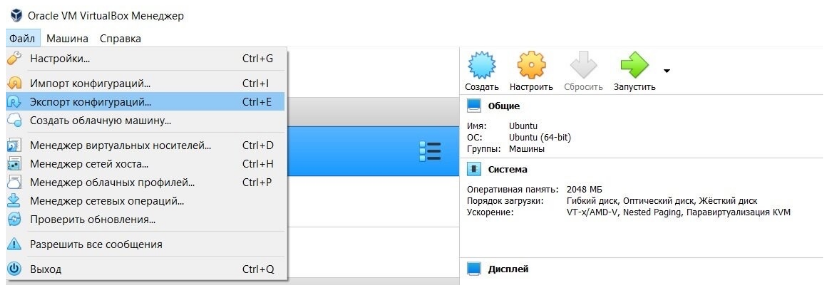 Oracle VM VirtualBox Менеджер
Файл Машина Справка
Настройки... Ctrl+G
Импорт конфигураций... Ctrl+I
Экспорт конфигураций... Ctrl+E
Создать облачную машину...
Менеджер виртуальных носителей... Ctrl+D
Менеджер сетей хоста... Ctrl+H
Менеджер облачных профилей... Ctrl+P
Менеджер сетевых операций...
Проверить обновления...
Разрешить все сообщения
Выход Ctrl+Q
Создать Настроить Сбросить Запустить
Общие
Имя: Ubuntu
ОС: Ubuntu (64-bit)
Группы: Машины
Система
Оперативная память: 2048 МБ
Порядок загрузки: Гибкий диск, Оптический диск, Жёсткий диск
Ускорение: VT-x/AMD-V, Nested Paging, Паравиртуализация KVM
Дисплей